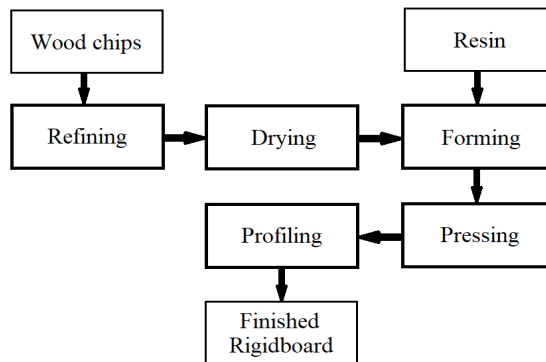 Wood chips
Resin
Refining
Drying
Forming
Profiling
Pressing
Finished
Rigidboard